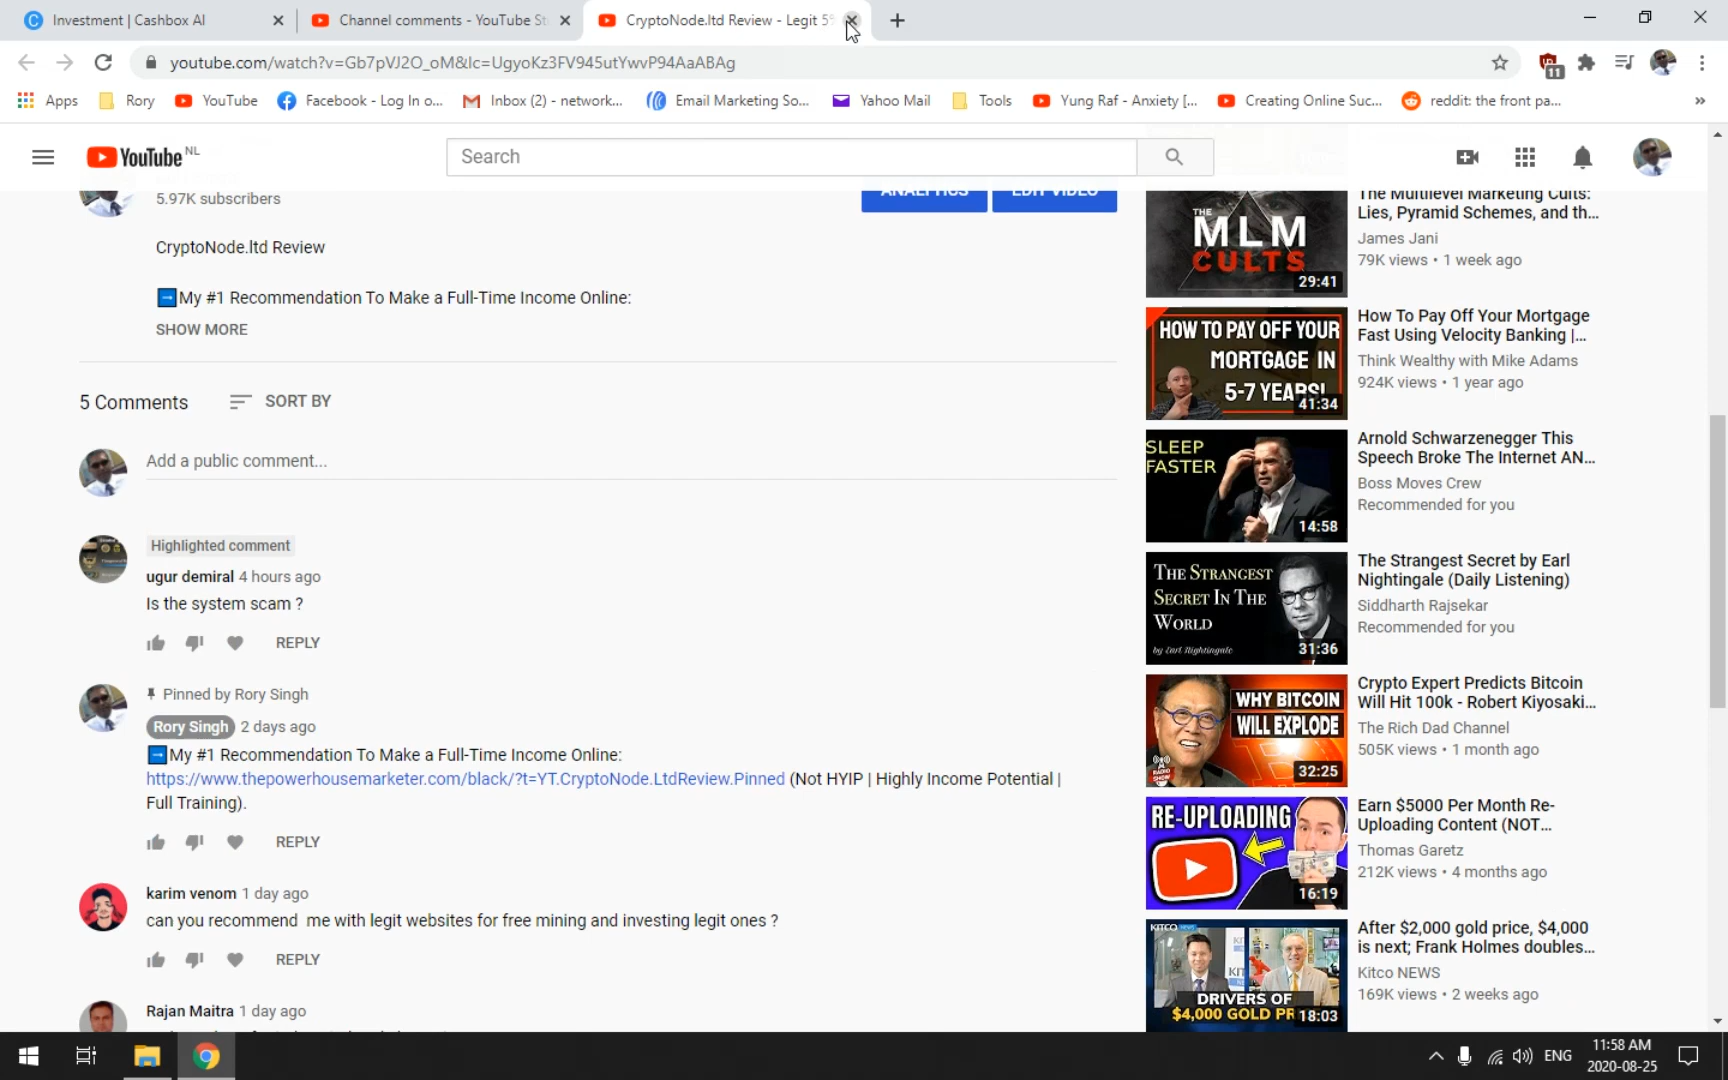 Investment | Cashbox AI
Channel comments - YouTube St
CryptoNode.ltd Review - Legit 5%
youtube.com/watch?v=Gb7pVJ2O_oM&lc=UgyoKz3FV945utYwvP94AaABAg
11
Apps
Rory
YouTube
Facebook - Log In o...
Inbox (2) - network...
Email Marketing So...
Yahoo Mail
Tools
Yung Raf - Anxiety [...
Creating Online Suc...
reddit: the front pa...
»
YouTube NL
Search
5.97K subscribers
ANALYTICS
EDIT VIDEO
CryptoNode.ltd Review
➡My #1 Recommendation To Make a Full-Time Income Online:
SHOW MORE
5 Comments
SORT BY
Add a public comment...
Highlighted comment
ugur demiral 4 hours ago
Is the system scam ?
REPLY
Pinned by Rory Singh
Rory Singh 2 days ago
➡My #1 Recommendation To Make a Full-Time Income Online:
https://www.thepowerhousemarketer.com/black/?t=YT.CryptoNode.LtdReview.Pinned (Not HYIP | Highly Income Potential |
Full Training).
REPLY
karim venom 1 day ago
can you recommend me with legit websites for free mining and investing legit ones ?
REPLY
Rajan Maitra 1 day ago
THE
MLM
CULTS
29:41
The Multilevel Marketing Cults:
Lies, Pyramid Schemes, and th...
James Jani
79K views • 1 week ago
HOW TO PAY OFF YOUR
MORTGAGE IN
5-7 YEARS!
41:34
How To Pay Off Your Mortgage
Fast Using Velocity Banking |...
Think Wealthy with Mike Adams
924K views • 1 year ago
SLEEP
FASTER
14:58
Arnold Schwarzenegger This
Speech Broke The Internet AN...
Boss Moves Crew
Recommended for you
THE STRANGEST
SECRET IN THE
WORLD
by Earl Nightingale
31:36
The Strangest Secret by Earl
Nightingale (Daily Listening)
Siddharth Rajsekar
Recommended for you
WHY BITCOIN
WILL EXPLODE
RADIO SHOW
32:25
Crypto Expert Predicts Bitcoin
Will Hit 100k - Robert Kiyosaki...
The Rich Dad Channel
505K views • 1 month ago
RE-UPLOADING
16:19
Earn $5000 Per Month Re-
Uploading Content (NOT...
Thomas Garetz
212K views • 4 months ago
KITCO NEWS
DRIVERS OF
$4,000 GOLD PR
18:03
After $2,000 gold price, $4,000
is next; Frank Holmes doubles...
Kitco NEWS
169K views • 2 weeks ago
ENG
11:58 AM
2020-08-25